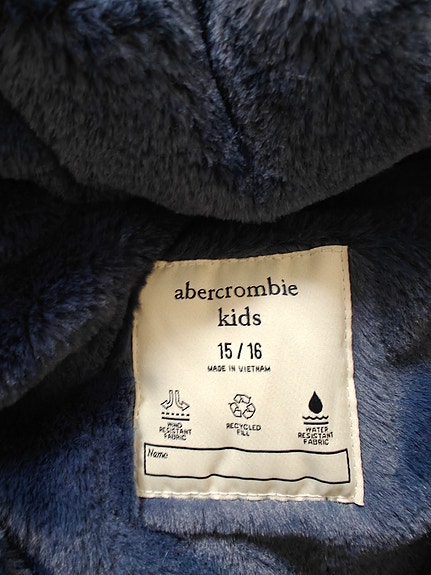 abercrombie
kids
15 / 16
MADE IN VIETNAM
WIND
RESISTANT
FABRIC
RECYCLED
FILL
WATER
RESISTANT
FABRIC
Name